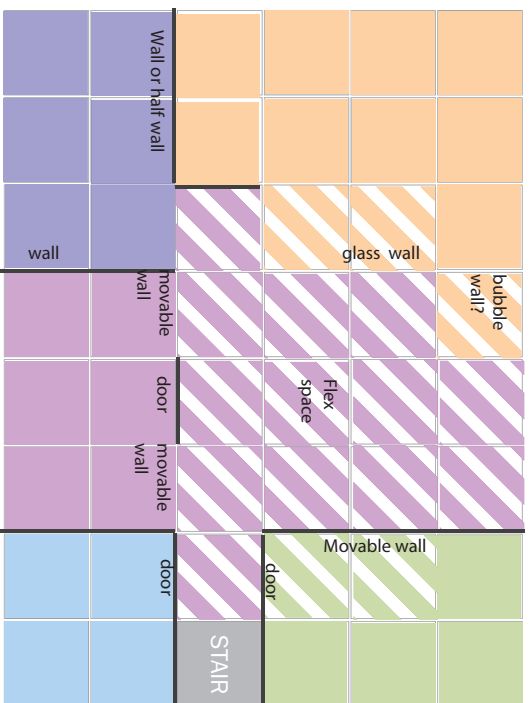 Wall or half wall
wall
glass wall
movable
wall
bubble
wall?
door
Flex
space
movable
wall
Movable wall
door
door
STAIR